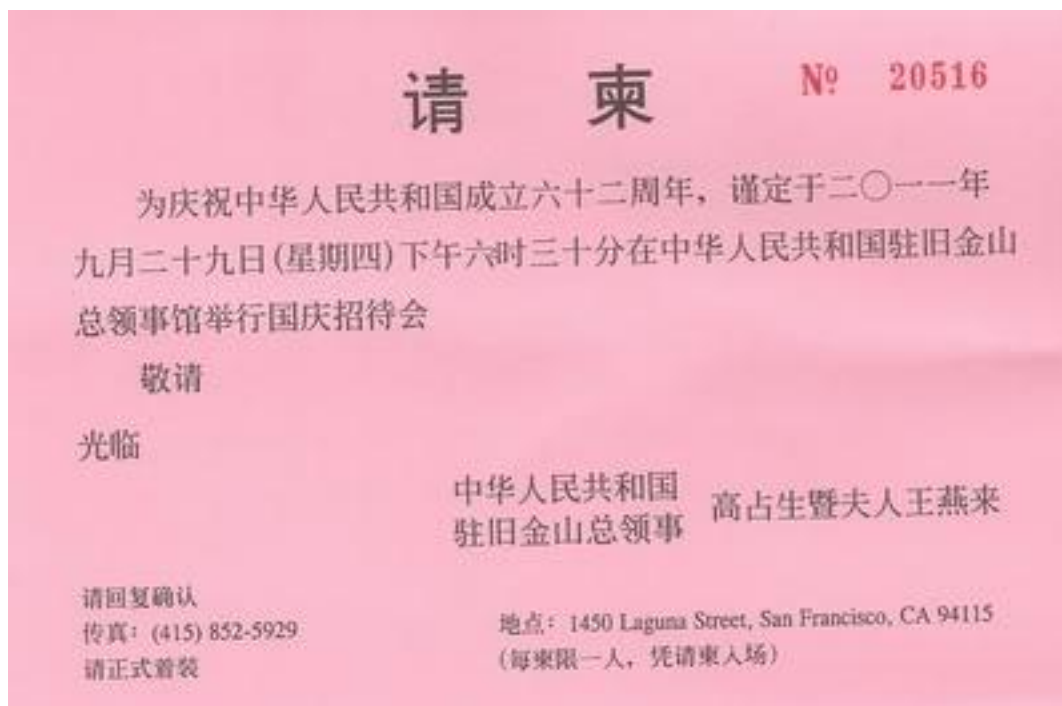 请柬
№ 20516
为庆祝中华人民共和国成立六十二周年，谨定于二〇一一年
九月二十九日(星期四)下午六时三十分在中华人民共和国驻旧金山
总领事馆举行国庆招待会
敬请
光临
中华人民共和国
驻旧金山总领事
高占生暨夫人王燕来
请回复确认
传真：(415) 852-5929
请正式着装
地点：1450 Laguna Street, San Francisco, CA 94115
(每柬限一人，凭请柬入场)